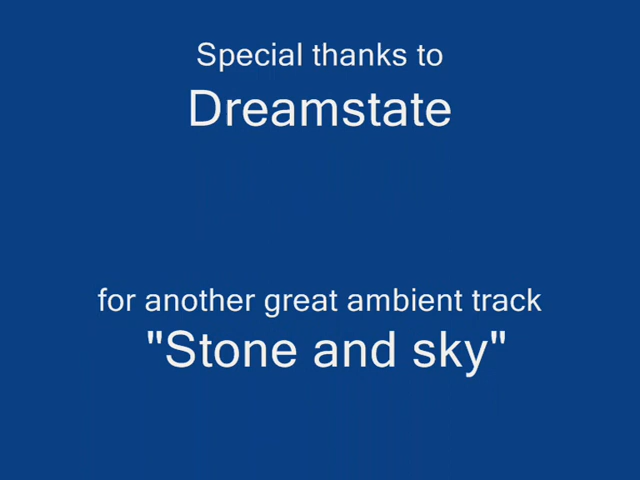 Special thanks to
Dreamstate
for another great ambient track
"Stone and sky"